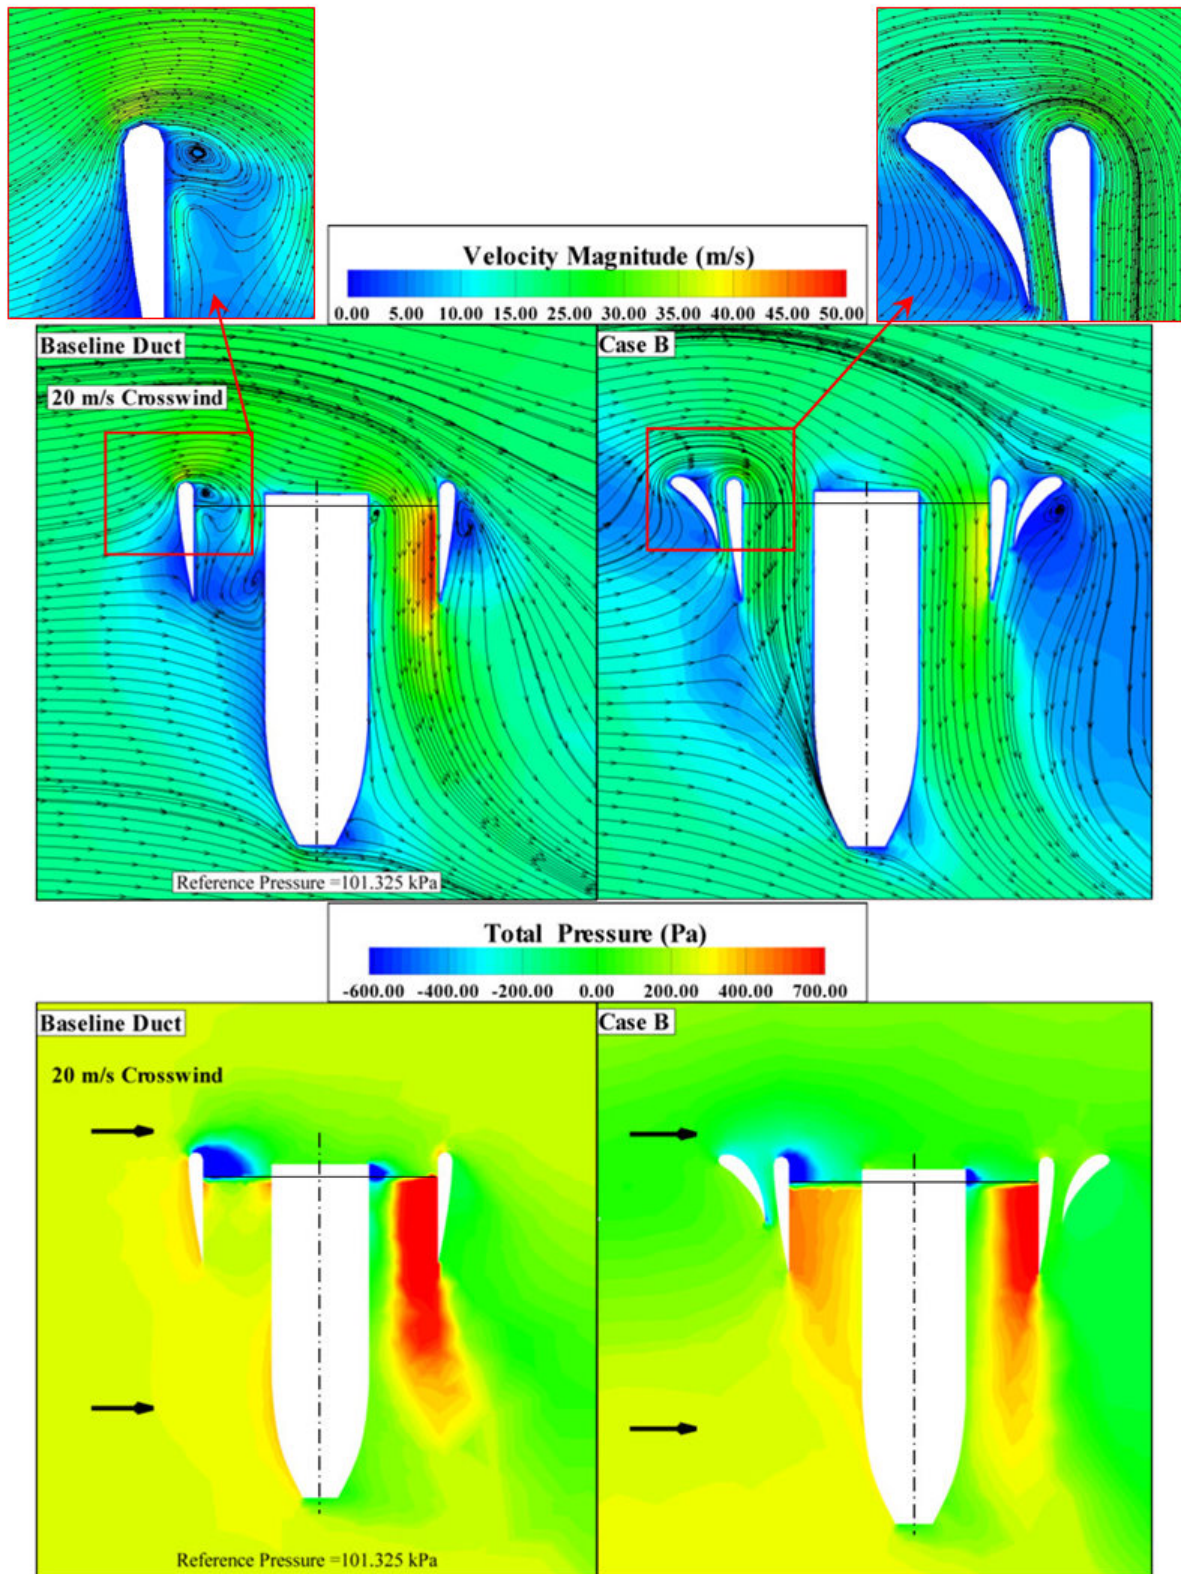 Velocity Magnitude (m/s)
0.00 5.00 10.00 15.00 20.00 25.00 30.00 35.00 40.00 45.00 50.00
Baseline Duct
Case B
20 m/s Crosswind
Reference Pressure =101.325 kPa
Total Pressure (Pa)
-600.00 -400.00 -200.00 0.00 200.00 400.00 700.00
Baseline Duct
Case B
20 m/s Crosswind
Reference Pressure =101.325 kPa